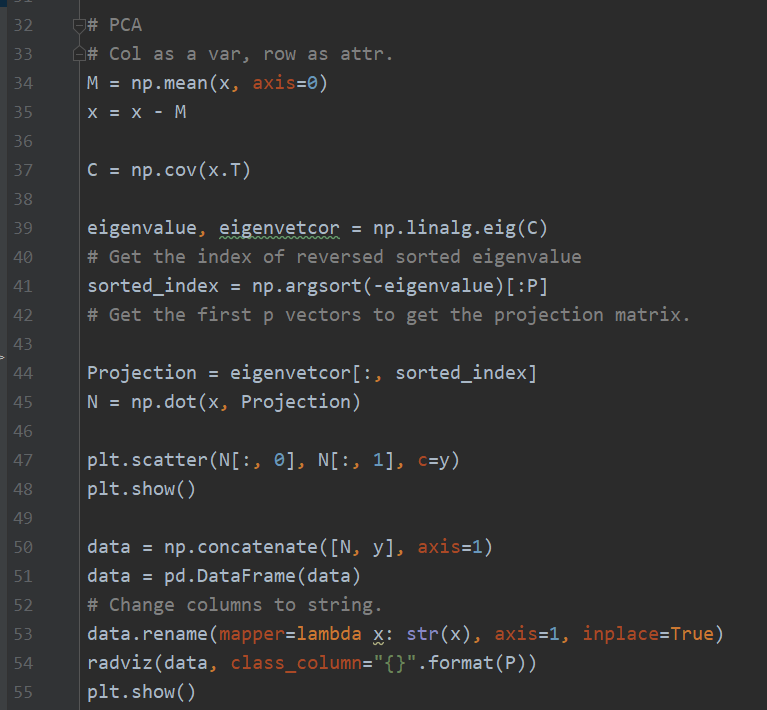 32 # PCA
33 # Col as a var, row as attr.
34 M = np.mean(x, axis=0)
35 x = x - M
36
37 C = np.cov(x.T)
38
39 eigenvalue, eigenvetcor = np.linalg.eig(C)
40 # Get the index of reversed sorted eigenvalue
41 sorted_index = np.argsort(-eigenvalue)[:P]
42 # Get the first p vectors to get the projection matrix.
43
44 Projection = eigenvetcor[:, sorted_index]
45 N = np.dot(x, Projection)
46
47 plt.scatter(N[:, 0], N[:, 1], c=y)
48 plt.show()
49
50 data = np.concatenate([N, y], axis=1)
51 data = pd.DataFrame(data)
52 # Change columns to string.
53 data.rename(mapper=lambda x: str(x), axis=1, inplace=True)
54 radviz(data, class_column="{}".format(P))
55 plt.show()